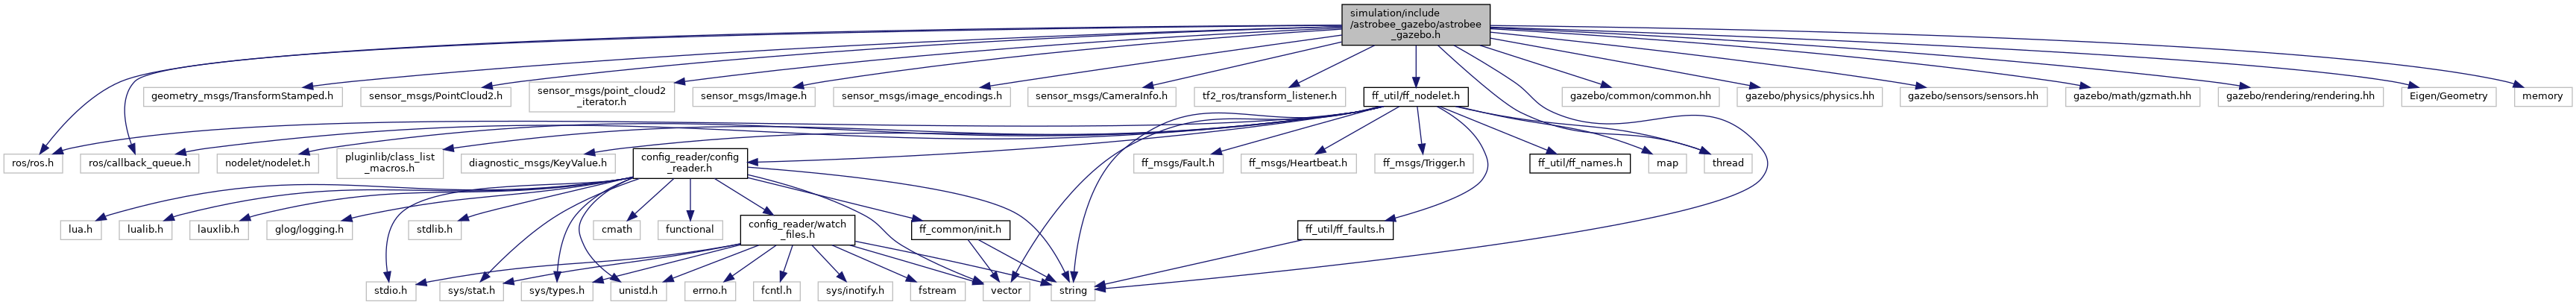 simulation/include
/astrobee_gazebo/astrobee
_gazebo.h
geometry_msgs/TransformStamped.h
sensor_msgs/PointCloud2.h
sensor_msgs/point_cloud2
_iterator.h
sensor_msgs/Image.h
sensor_msgs/image_encodings.h
sensor_msgs/CameraInfo.h
tf2_ros/transform_listener.h
ff_util/ff_nodelet.h
gazebo/common/common.hh
gazebo/physics/physics.hh
gazebo/sensors/sensors.hh
gazebo/math/gzmath.hh
gazebo/rendering/rendering.hh
Eigen/Geometry
memory
ros/ros.h
ros/callback_queue.h
nodelet/nodelet.h
pluginlib/class_list
_macros.h
diagnostic_msgs/KeyValue.h
config_reader/config
_reader.h
ff_msgs/Fault.h
ff_msgs/Heartbeat.h
ff_msgs/Trigger.h
ff_util/ff_names.h
map
thread
lua.h
lualib.h
lauxlib.h
glog/logging.h
stdlib.h
cmath
functional
config_reader/watch
_files.h
ff_common/init.h
ff_util/ff_faults.h
stdio.h
sys/stat.h
sys/types.h
unistd.h
errno.h
fcntl.h
sys/inotify.h
fstream
vector
string